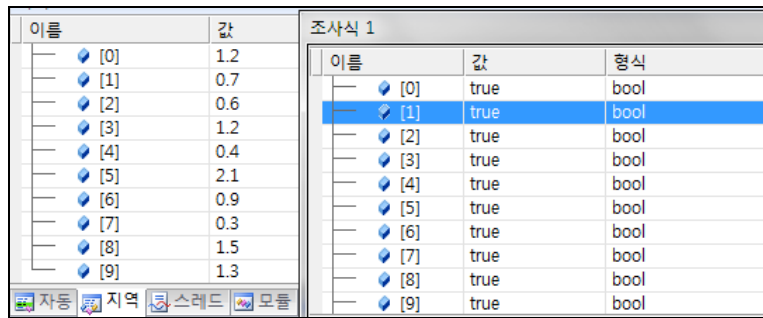 이름 값
[0] 1.2
[1] 0.7
[2] 0.6
[3] 1.2
[4] 0.4
[5] 2.1
[6] 0.9
[7] 0.3
[8] 1.5
[9] 1.3
자동 지역 스레드 모듈
조사식 1
이름 값 형식
[0] true bool
[1] true bool
[2] true bool
[3] true bool
[4] true bool
[5] true bool
[6] true bool
[7] true bool
[8] true bool
[9] true bool